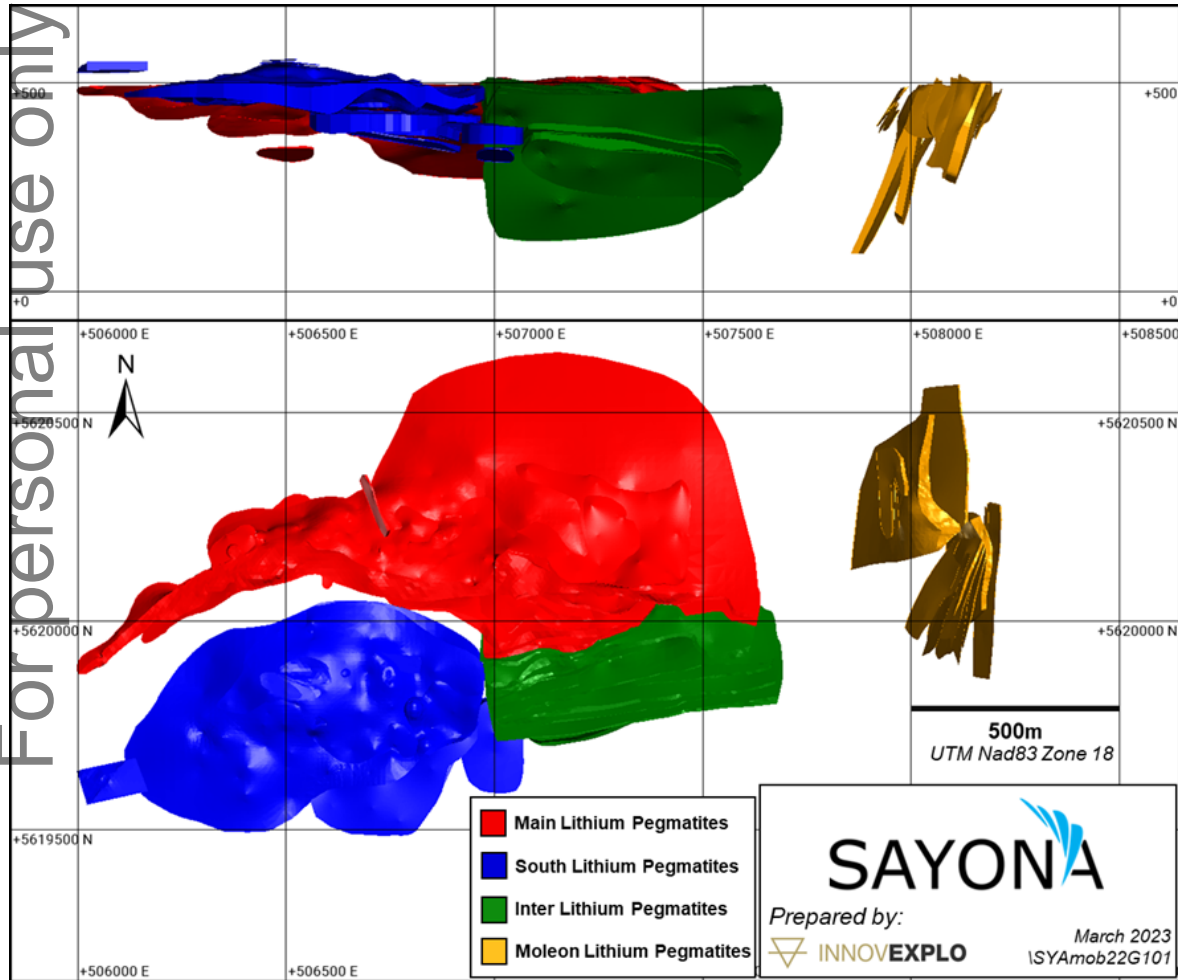 For personal use only
+500
+500
+0
+0
+506000 E
+506500 E
+507000 E
+507500 E
+508000 E
+508500
N
+5620500 N
+5620500 N
+5620000 N
+5620000 N
500m
UTM Nad83 Zone 18
+5619500 N
Main Lithium Pegmatites
South Lithium Pegmatites
Inter Lithium Pegmatites
Moleon Lithium Pegmatites
SAYONA
Prepared by:
INNOVEXPLO
March 2023
\SYAmob22G101
+506000 E
+506500 E